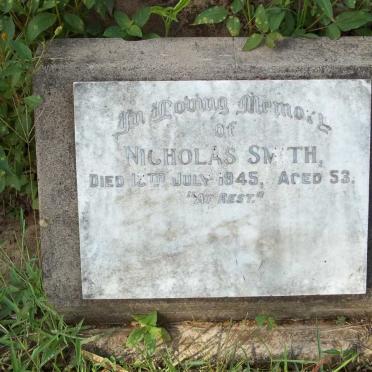 In Loving Memory
of
NICHOLAS SMITH,
DIED 12TH JULY 1945, AGED 53.
"AT REST."